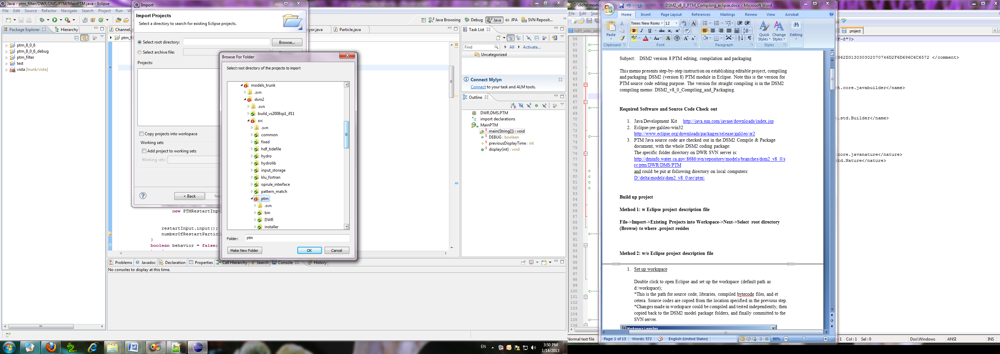 Java - ptm_filter/DWR/DMS/PTM/MainPTM.java - Eclipse
File Edit Source Refactor Navigate Search Project Run
Java Browsing Debug Java JPA SVN Reposit...
Package Explorer Hierarchy
ptm_8_0_6
ptm_8_0_6_debug
ptm_filter
test
vista [trunk/vista]
Import
Import Projects
Select a directory to search for existing Eclipse projects.
Select root directory:
Browse...
Select archive file:
Projects:
Copy projects into workspace
Working sets
Add project to working sets
Working sets:
< Back
Channel.
Particle.java
new PTMRestartInpu
restartInput.input();
numberOfRestartPartic
}
boolean behavior = false;
Browse For Folder
Select root directory of the projects to import
models_trunk
.svn
dsm2
.svn
build_vs2008sp1_if11
src
.svn
common
fixed
hdf_tidefile
hydro
hydrolib
input_storage
klu_fortran
oprule_interface
pattern_match
ptm
.svn
bin
DWR
installer
Folder: ptm
Make New Folder OK Cancel
Problems @ Javadoc Declaration Properties Call Hierarchy Search Console History
No consoles to display at this time.
Task List
Find All Activate...
Uncategorized
Connect Mylyn
Connect to your task and ALM tools.
Outline
DWR.DMS.PTM
import declarations
MainPTM
main(String[]) : void
DEBUG : boolean
previousDisplayTime : int
display(int) : void
EN 3:50 PM
1/14/2013
D:\delta\mode
File Edit Sear
hdf5_write_attr
56
57
58
59
60
61
62
63
64
65
66
67
68
69
70
71
72
73
74
75
76
77
78
79
80
81
82
83
84
85
86
87
88
89
90
91
92
93
94
95
96
97
98
99
100
101
102
103
104
105
106
Normal text file
DSM2_v8_0_PTM_Compiling_eclipse.docx - Microsoft Word
Home Insert Page Layout References Mailings Review View Acrobat
Paste
Times New Roma 12
Quick Styles Change Styles Editing
Clipboard Font Paragraph Styles
Subject: DSM2 version 8 PTM editing, compilation and packaging
This memo presents step-by-step instruction on establishing editable project, compiling
and packaging DSM2 (version 8) PTM module in Eclipse. Note this is the version for
PTM source code editing purpose. The version for straight compiling is in the DSM2
compiling memo: DSM2_v8_0_Compiling_and_Packaging.
Required Software and Source Code Check out
1. Java Development Kit http://java.sun.com/javase/downloads/index.jsp
2. Eclipse-jee-galileo-win32
http://www.eclipse.org/downloads/packages/release/galileo/sr2
3. PTM Java source code are checked out in the DSM2 Compile & Package
document, with the whole DSM2 coding package:
The specific folder directory on DWR SVN server is:
http://dminfo.water.ca.gov:8686/svn/repository/models/branches/dsm2_v8_0/s
rc/ptm/DWR/DMS/PTM
and could be put at following directory on local computers:
D:\delta\models\dsm2_v8_0\src\ptm\
Build up project
Method 1: w Eclipse project description file
File->Import->Existing Projects into Workspace->Next->Select root directory
(Browse) to where .project resides
Method 2: w/o Eclipse project description file
1. Set up workspace
Double click to open Eclipse and set up the workspace (default path as
d:\workspace);
*This is the path for source code, libraries, compiled bytecode files, and et
cetera. Source codes are copied from the location specified in the previous step.
*Changes made in workspace could be compiled and tested independently, then
copied back to the DSM2 model package folders, and finally committed to the
SVN server.
Workspace Launcher
Page: 1 of 13 Words: 572 English (United States) 90%
.project
F-8"?>
362D313030302070746D2F6D696C6C6572 </comment>
t.core.javabuilder</name>
.std.Builder</name>
core.javanature</nature>
td.Nature</nature>
: 1 Col : 1 Sel : 0 Dos\Windows ANSI INS